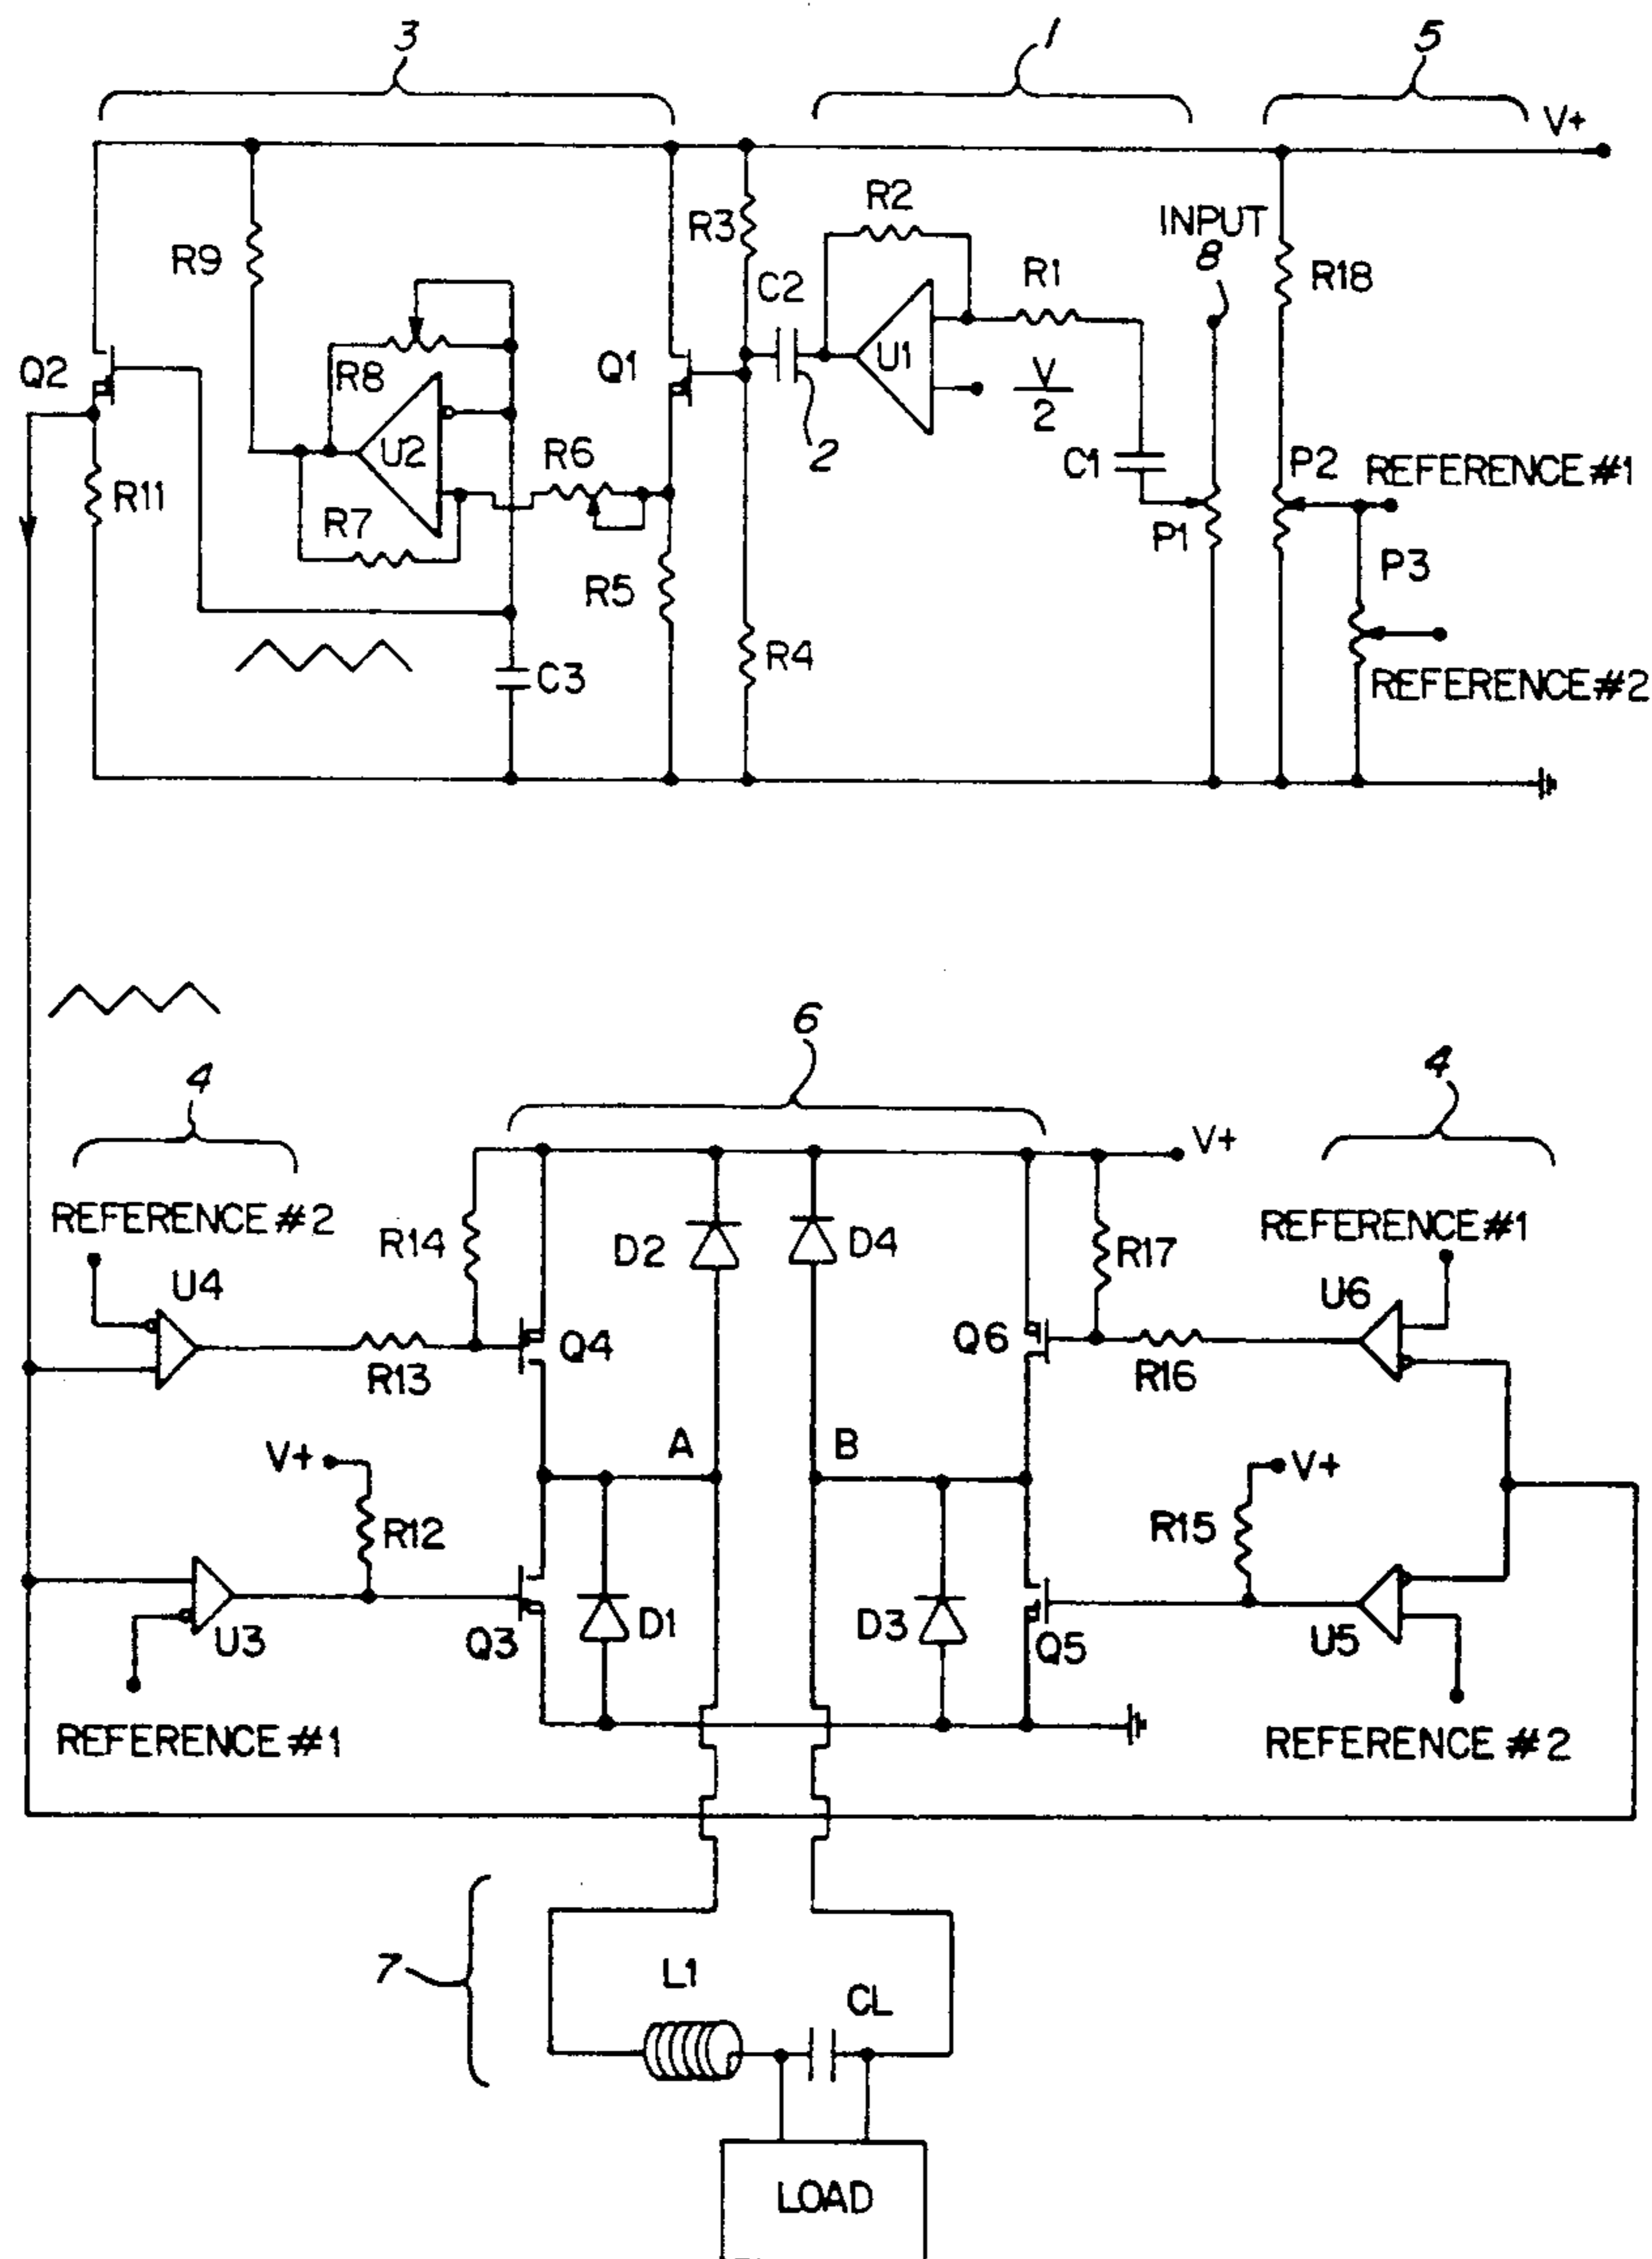 3
1
5
V+
R2
R3
INPUT
8
R9
C2
R1
R18
Q2
R8
Q1
U1
V
2
2
U2
R6
C1
P2
REFERENCE #1
R11
R7
P1
P3
R5
R4
C3
REFERENCE #2
6
4
4
V+
REFERENCE #2
REFERENCE #1
R14
D2
D4
R17
U4
U6
Q4
Q6
R13
R16
A
B
V+
V+
R12
R15
D1
D3
U3
Q3
Q5
U5
REFERENCE #1
REFERENCE #2
7
L1
CL
LOAD